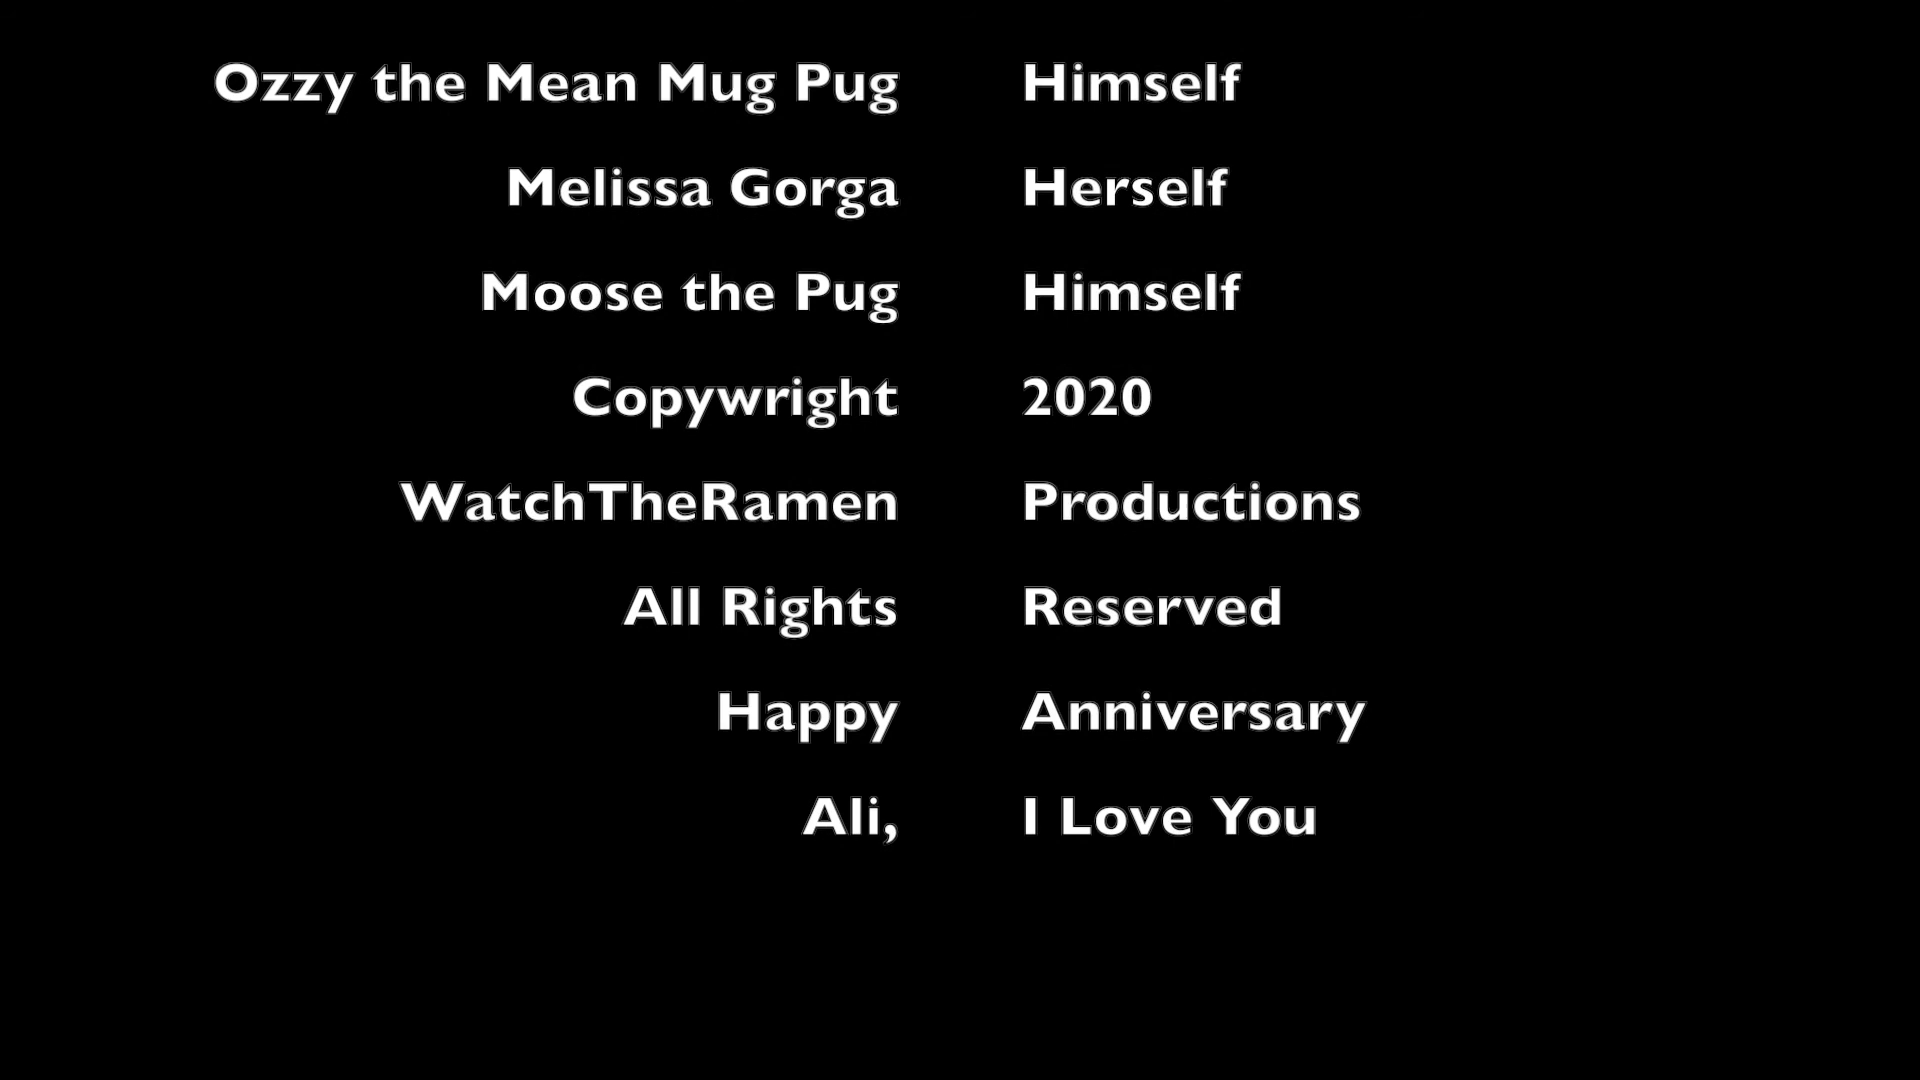 Ozzy the Mean Mug Pug Himself
Melissa Gorga Herself
Moose the Pug Himself
Copywright 2020
WatchTheRamen Productions
All Rights Reserved
Happy Anniversary
Ali, I Love You